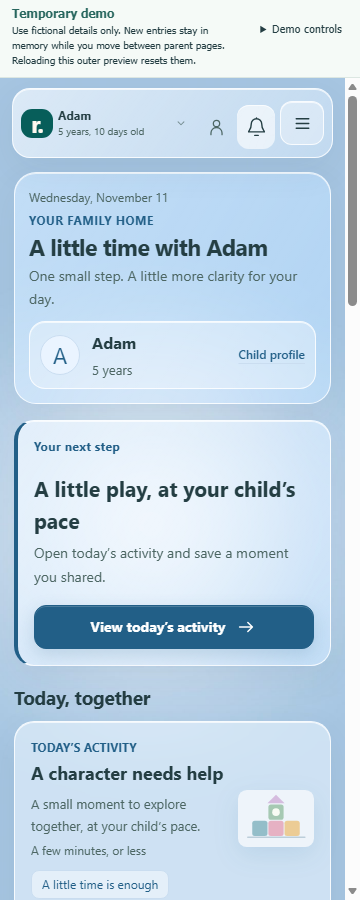 Temporary demo
Use fictional details only. New entries stay in
memory while you move between parent pages.
Reloading this outer preview resets them.
Demo controls
r.
Adam
5 years, 10 days old
Wednesday, November 11
YOUR FAMILY HOME
A little time with Adam
One small step. A little more clarity for your
day.
A
Adam
5 years
Child profile
Your next step
A little play, at your child’s
pace
Open today’s activity and save a moment
you shared.
View today’s activity
Today, together
TODAY’S ACTIVITY
A character needs help
A small moment to explore
together, at your child’s pace.
A few minutes, or less
A little time is enough